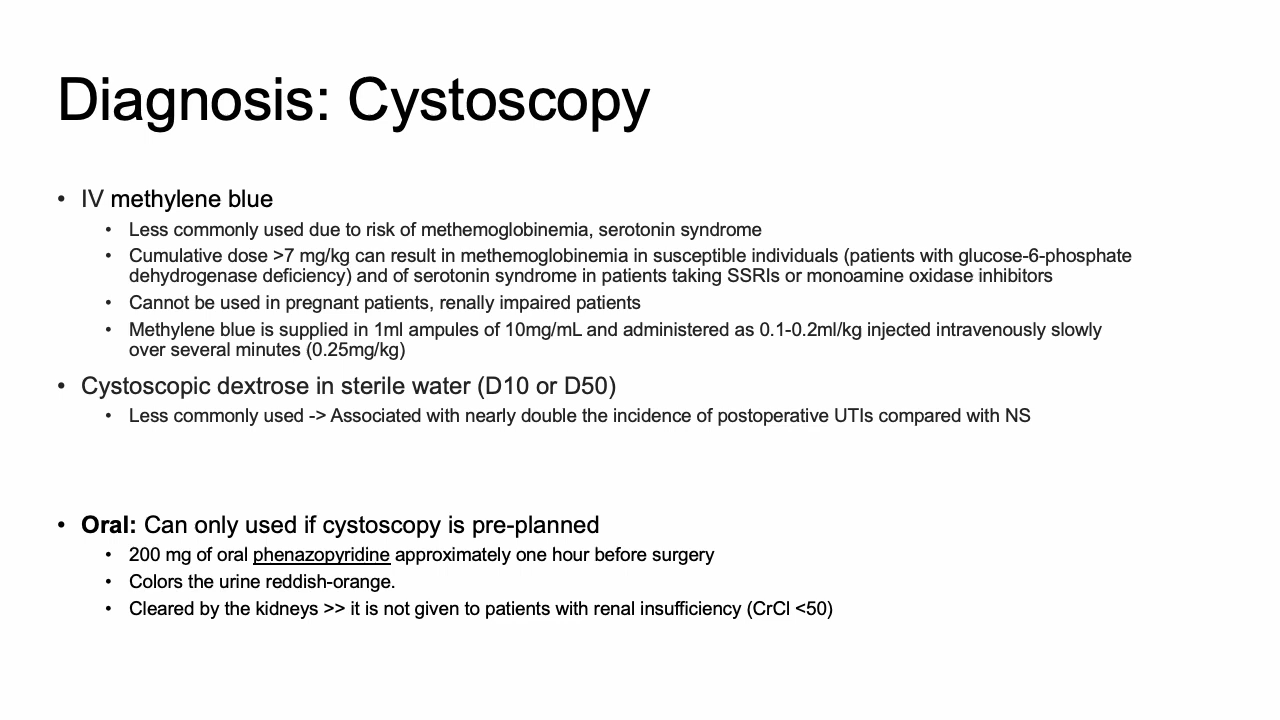 Diagnosis: Cystoscopy
• IV methylene blue
• Less commonly used due to risk of methemoglobinemia, serotonin syndrome
• Cumulative dose >7 mg/kg can result in methemoglobinemia in susceptible individuals (patients with glucose-6-phosphate
dehydrogenase deficiency) and of serotonin syndrome in patients taking SSRIs or monoamine oxidase inhibitors
• Cannot be used in pregnant patients, renally impaired patients
• Methylene blue is supplied in 1ml ampules of 10mg/mL and administered as 0.1-0.2ml/kg injected intravenously slowly
over several minutes (0.25mg/kg)
• Cystoscopic dextrose in sterile water (D10 or D50)
• Less commonly used -> Associated with nearly double the incidence of postoperative UTIs compared with NS
• Oral: Can only used if cystoscopy is pre-planned
• 200 mg of oral phenazopyridine approximately one hour before surgery
• Colors the urine reddish-orange.
• Cleared by the kidneys >> it is not given to patients with renal insufficiency (CrCl <50)